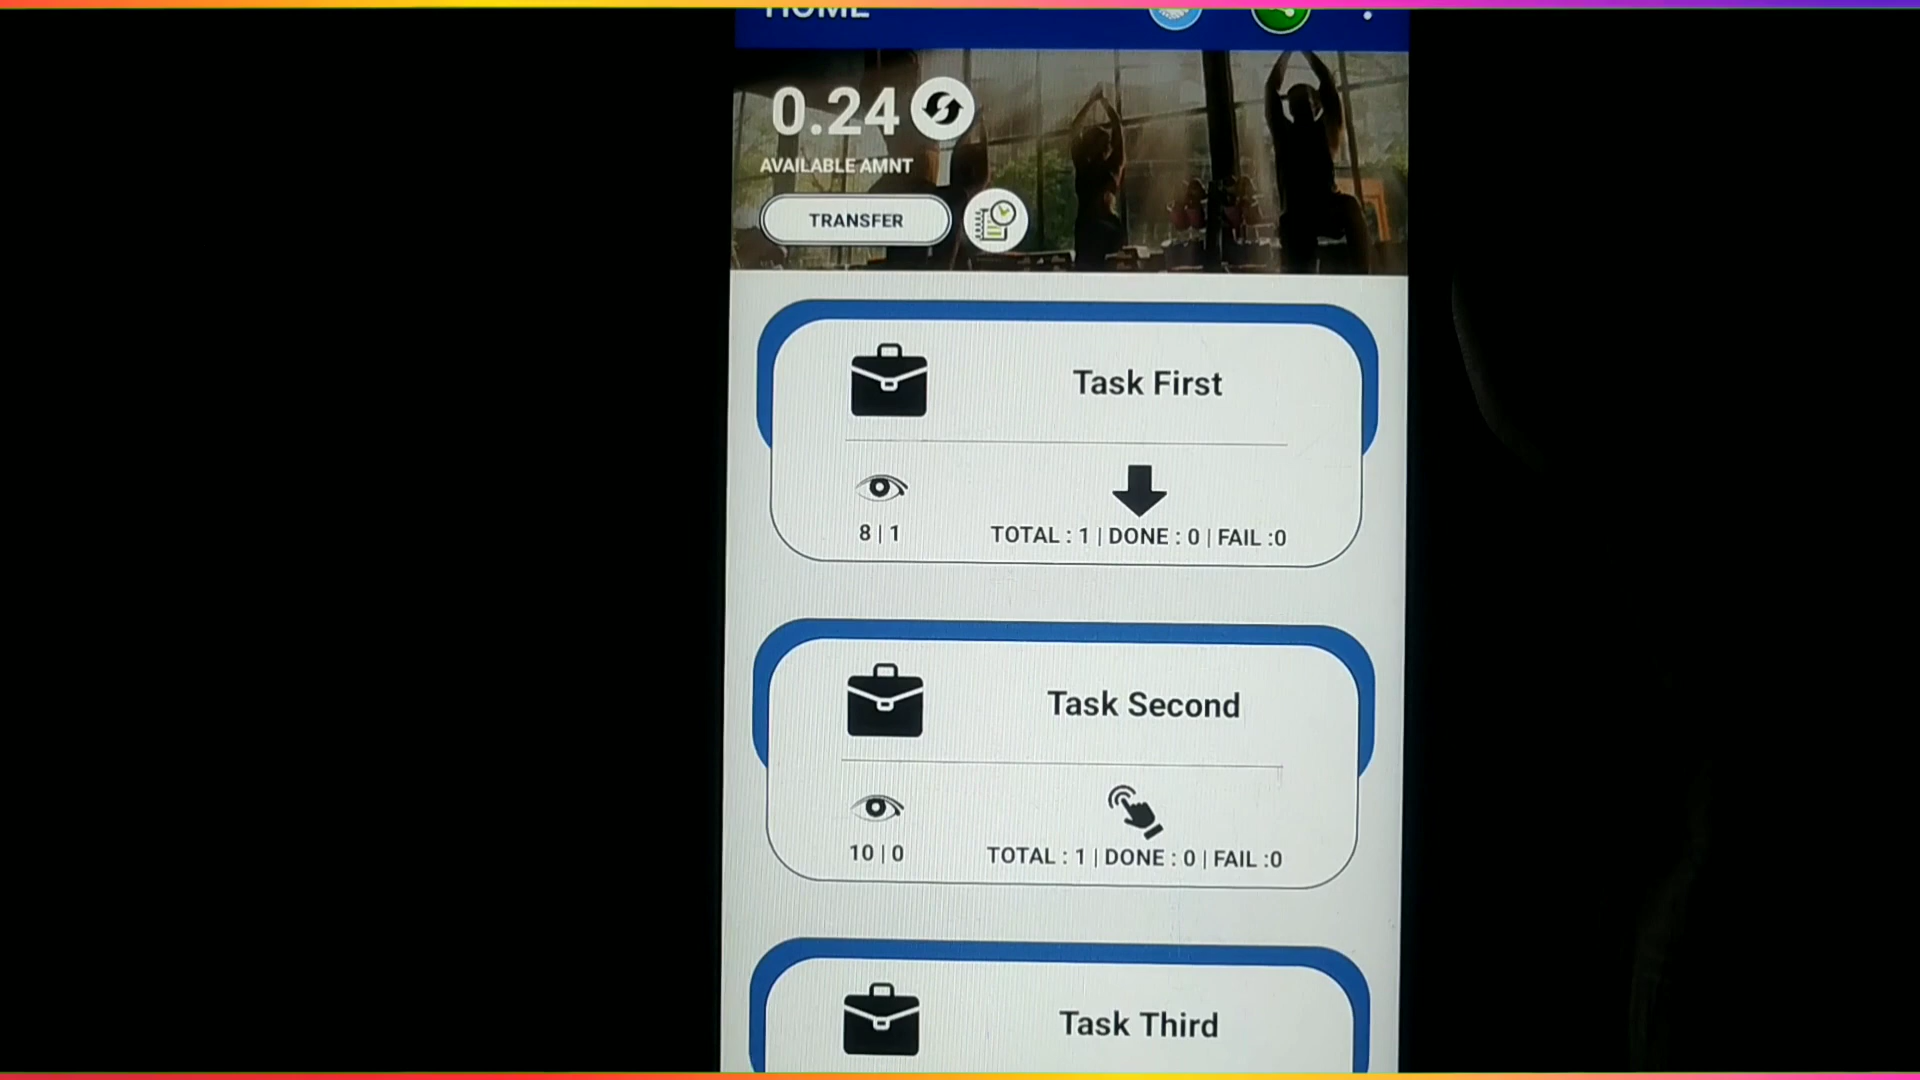 HOME
0.24
AVAILABLE AMNT
TRANSFER
Task First
8 | 1
TOTAL : 1 | DONE : 0 | FAIL :0
Task Second
10 | 0
TOTAL : 1 | DONE : 0 | FAIL :0
Task Third